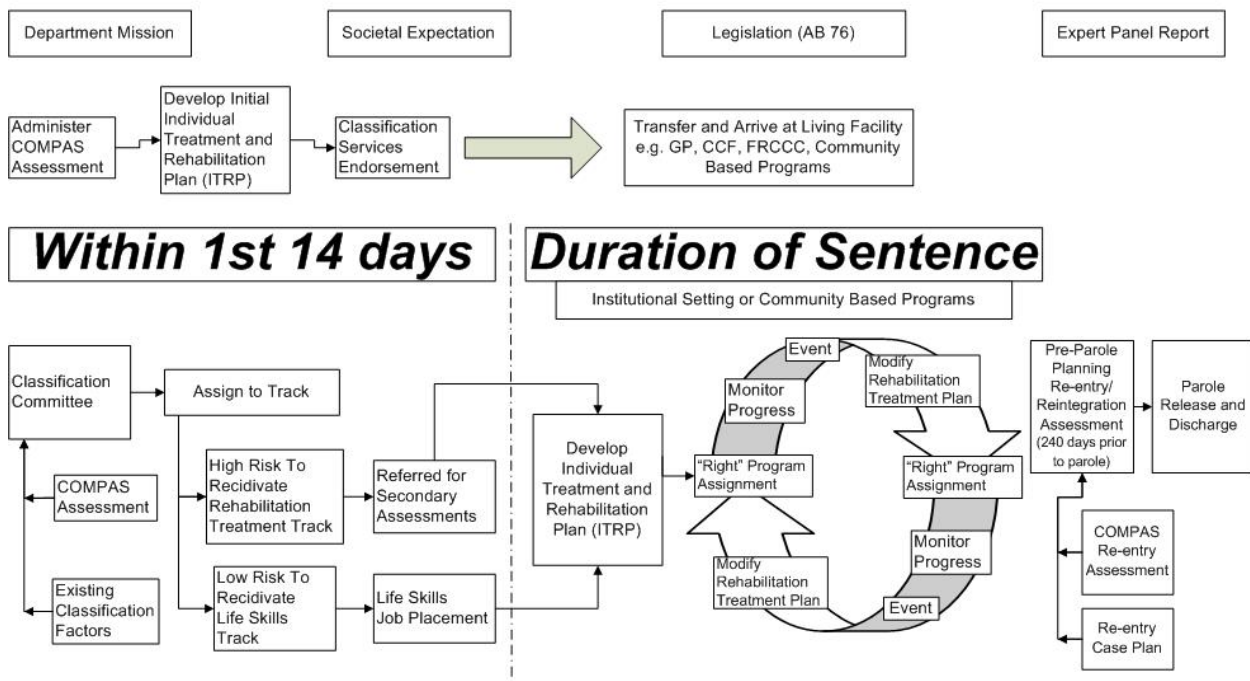 Department Mission
Societal Expectation
Legislation (AB 76)
Expert Panel Report
Administer
COMPAS
Assessment
Develop Initial
Individual
Treatment and
Rehabilitation
Plan (ITRP)
Classification
Services
Endorsement
Transfer and Arrive at Living Facility
e.g. GP, CCF, FRCCC, Community
Based Programs
Within 1st 14 days
Duration of Sentence
Institutional Setting or Community Based Programs
Classification
Committee
Assign to Track
COMPAS
Assessment
High Risk To
Recidivate
Rehabilitation
Treatment Track
Referred for
Secondary
Assessments
Existing
Classification
Factors
Low Risk To
Recidivate
Life Skills
Track
Life Skills
Job Placement
Develop
Individual
Treatment and
Rehabilitation
Plan (ITRP)
Event
Monitor
Progress
Modify
Rehabilitation
Treatment Plan
"Right" Program
Assignment
"Right" Program
Assignment
Modify
Rehabilitation
Treatment Plan
Monitor
Progress
Event
Pre-Parole
Planning
Re-entry/
Reintegration
Assessment
(240 days prior
to parole)
Parole
Release and
Discharge
COMPAS
Re-entry
Assessment
Re-entry
Case Plan